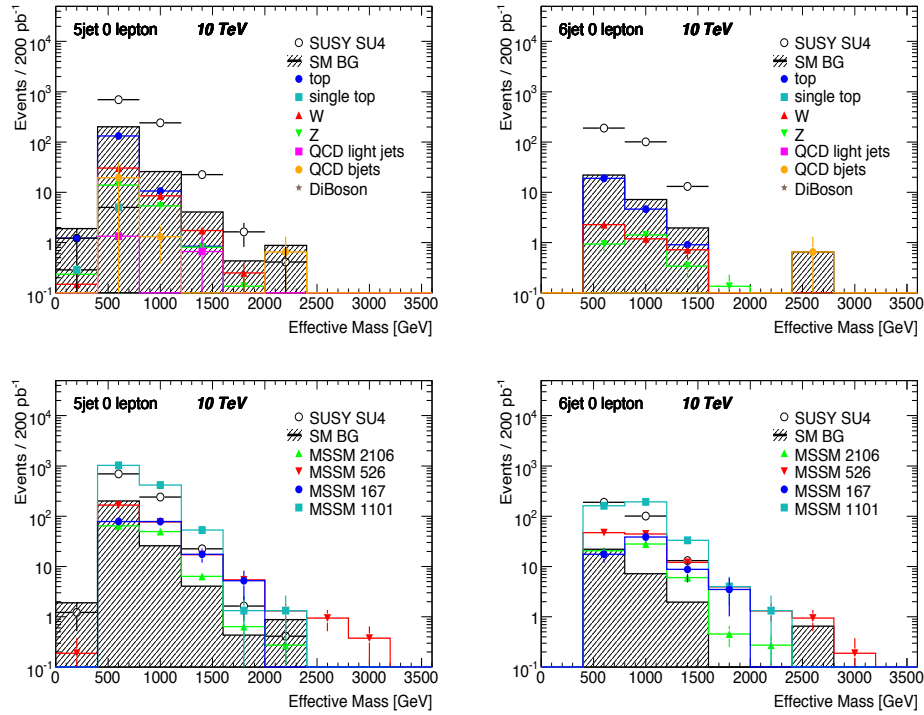 5jet 0 lepton 10 TeV
Events / 200 pb⁻¹
SUSY SU4
SM BG
top
single top
W
Z
QCD light jets
QCD bjets
DiBoson
10⁴
10³
10²
10
1
10⁻¹
0 500 1000 1500 2000 2500 3000 3500
Effective Mass [GeV]
6jet 0 lepton 10 TeV
Events / 200 pb⁻¹
SUSY SU4
SM BG
top
single top
W
Z
QCD light jets
QCD bjets
DiBoson
10⁴
10³
10²
10
1
10⁻¹
0 500 1000 1500 2000 2500 3000 3500
Effective Mass [GeV]
5jet 0 lepton 10 TeV
Events / 200 pb⁻¹
SUSY SU4
SM BG
MSSM 2106
MSSM 526
MSSM 167
MSSM 1101
10⁴
10³
10²
10
1
10⁻¹
0 500 1000 1500 2000 2500 3000 3500
Effective Mass [GeV]
6jet 0 lepton 10 TeV
Events / 200 pb⁻¹
SUSY SU4
SM BG
MSSM 2106
MSSM 526
MSSM 167
MSSM 1101
10⁴
10³
10²
10
1
10⁻¹
0 500 1000 1500 2000 2500 3000 3500
Effective Mass [GeV]